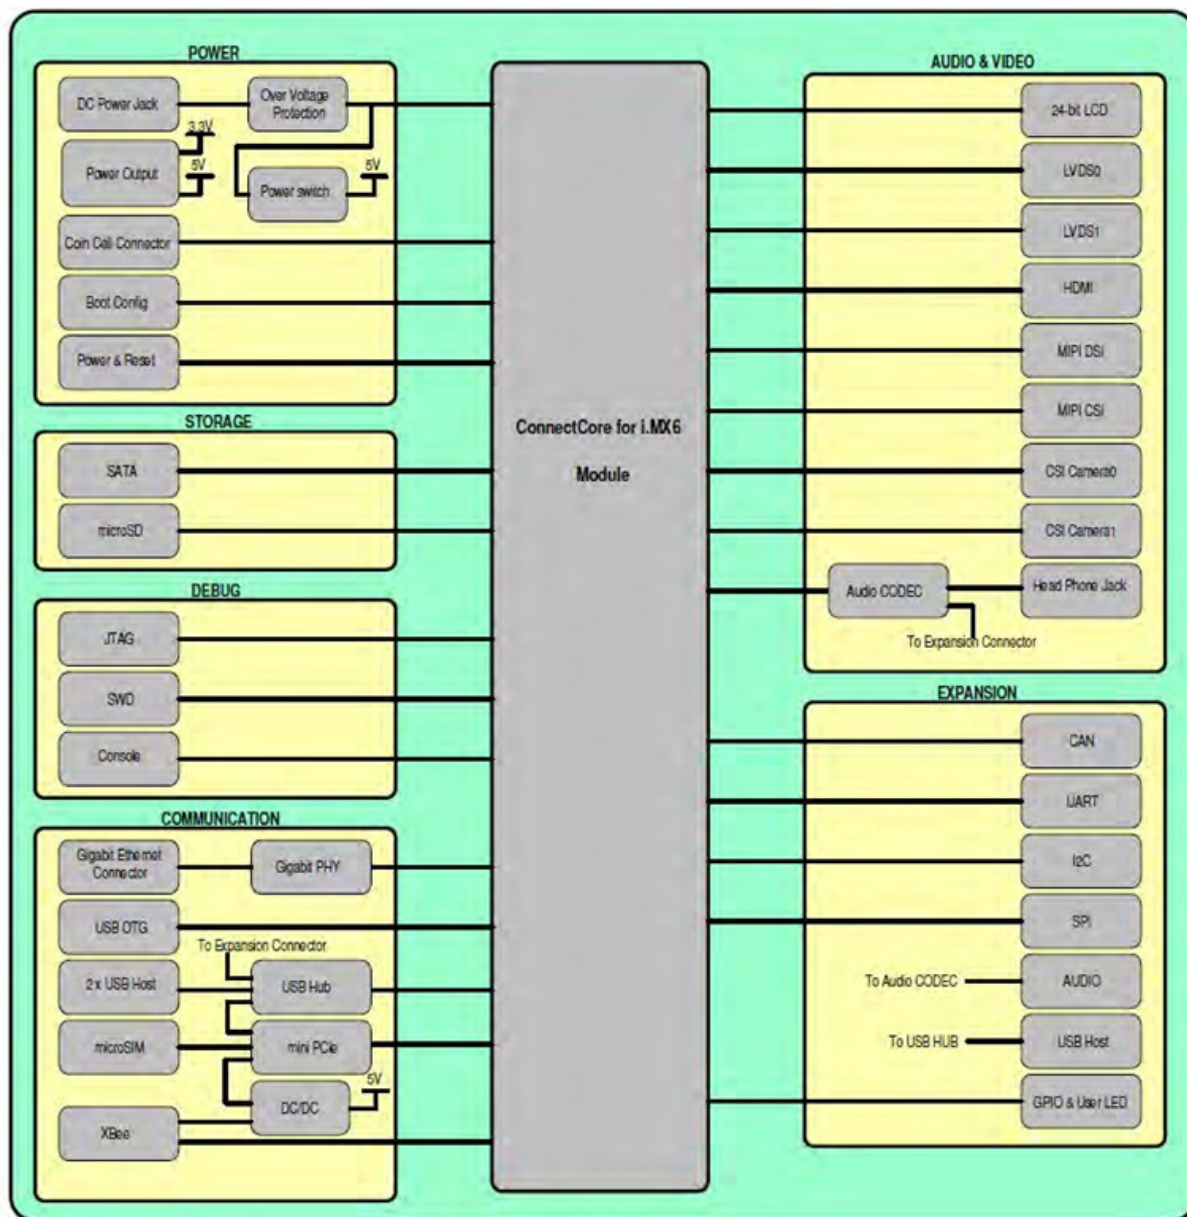 POWER
DC Power Jack
Over Voltage
Protection
3.3V
Power Output
5V
5V
Power switch
Coin Cell Connector
Boot Config
Power & Reset
STORAGE
SATA
microSD
DEBUG
JTAG
SWD
Console
COMMUNICATION
Gigabit Ethernet
Connector
Gigabit PHY
USB OTG
To Expansion Connector
2 x USB Host
USB Hub
microSIM
mini PCIe
5V
DC/DC
XBee
ConnectCore for i.MX6
Module
AUDIO & VIDEO
24-bit LCD
LVDS0
LVDS1
HDMI
MIPI DSI
MIPI CSI
CSI Camera0
CSI Camera1
Audio CODEC
Head Phone Jack
To Expansion Connector
EXPANSION
CAN
UART
I2C
SPI
To Audio CODEC
AUDIO
To USB HUB
USB Host
GPIO & User LED